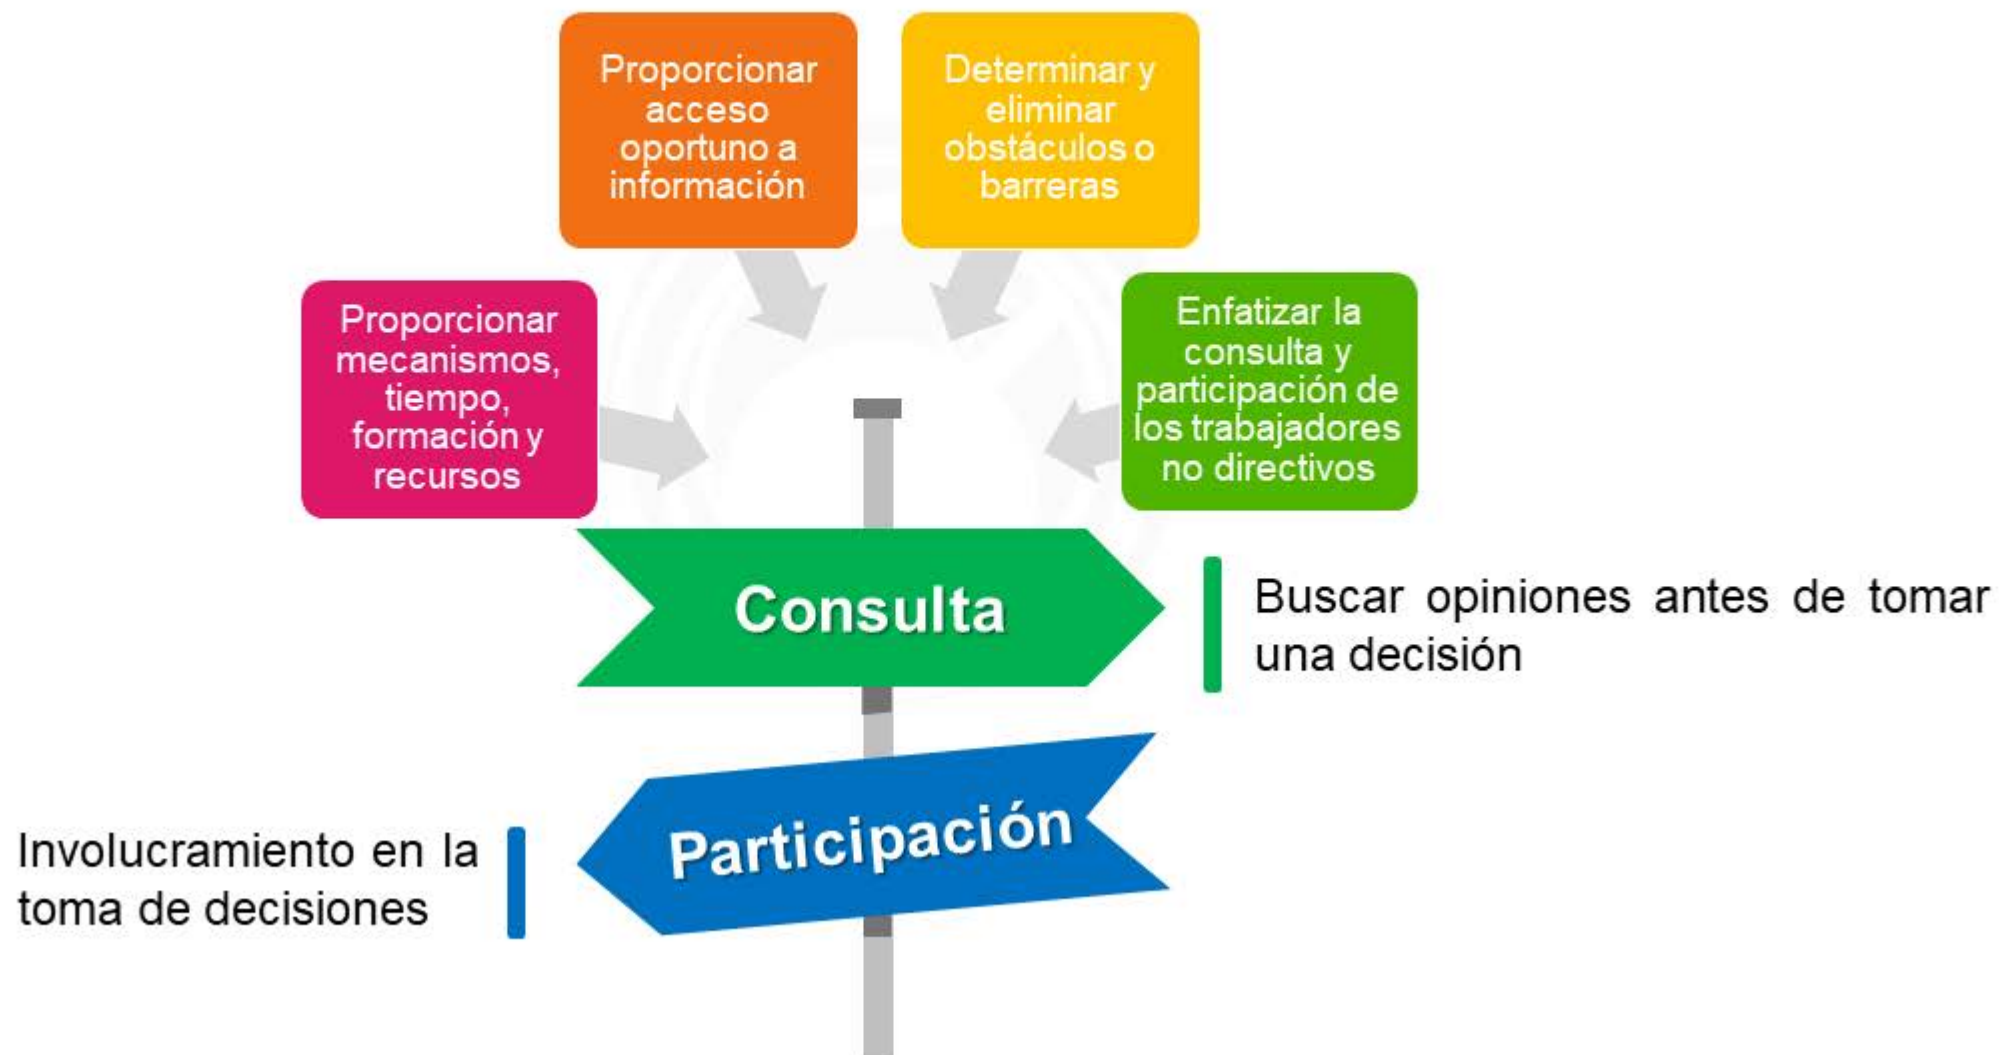 Proporcionar
acceso
oportuno a
información
Determinar y
eliminar
obstáculos o
barreras
Proporcionar
mecanismos,
tiempo,
formación y
recursos
Enfatizar la
consulta y
participación de
los trabajadores
no directivos
Consulta
Buscar opiniones antes de tomar
una decisión
Participación
Involucramiento en la
toma de decisiones